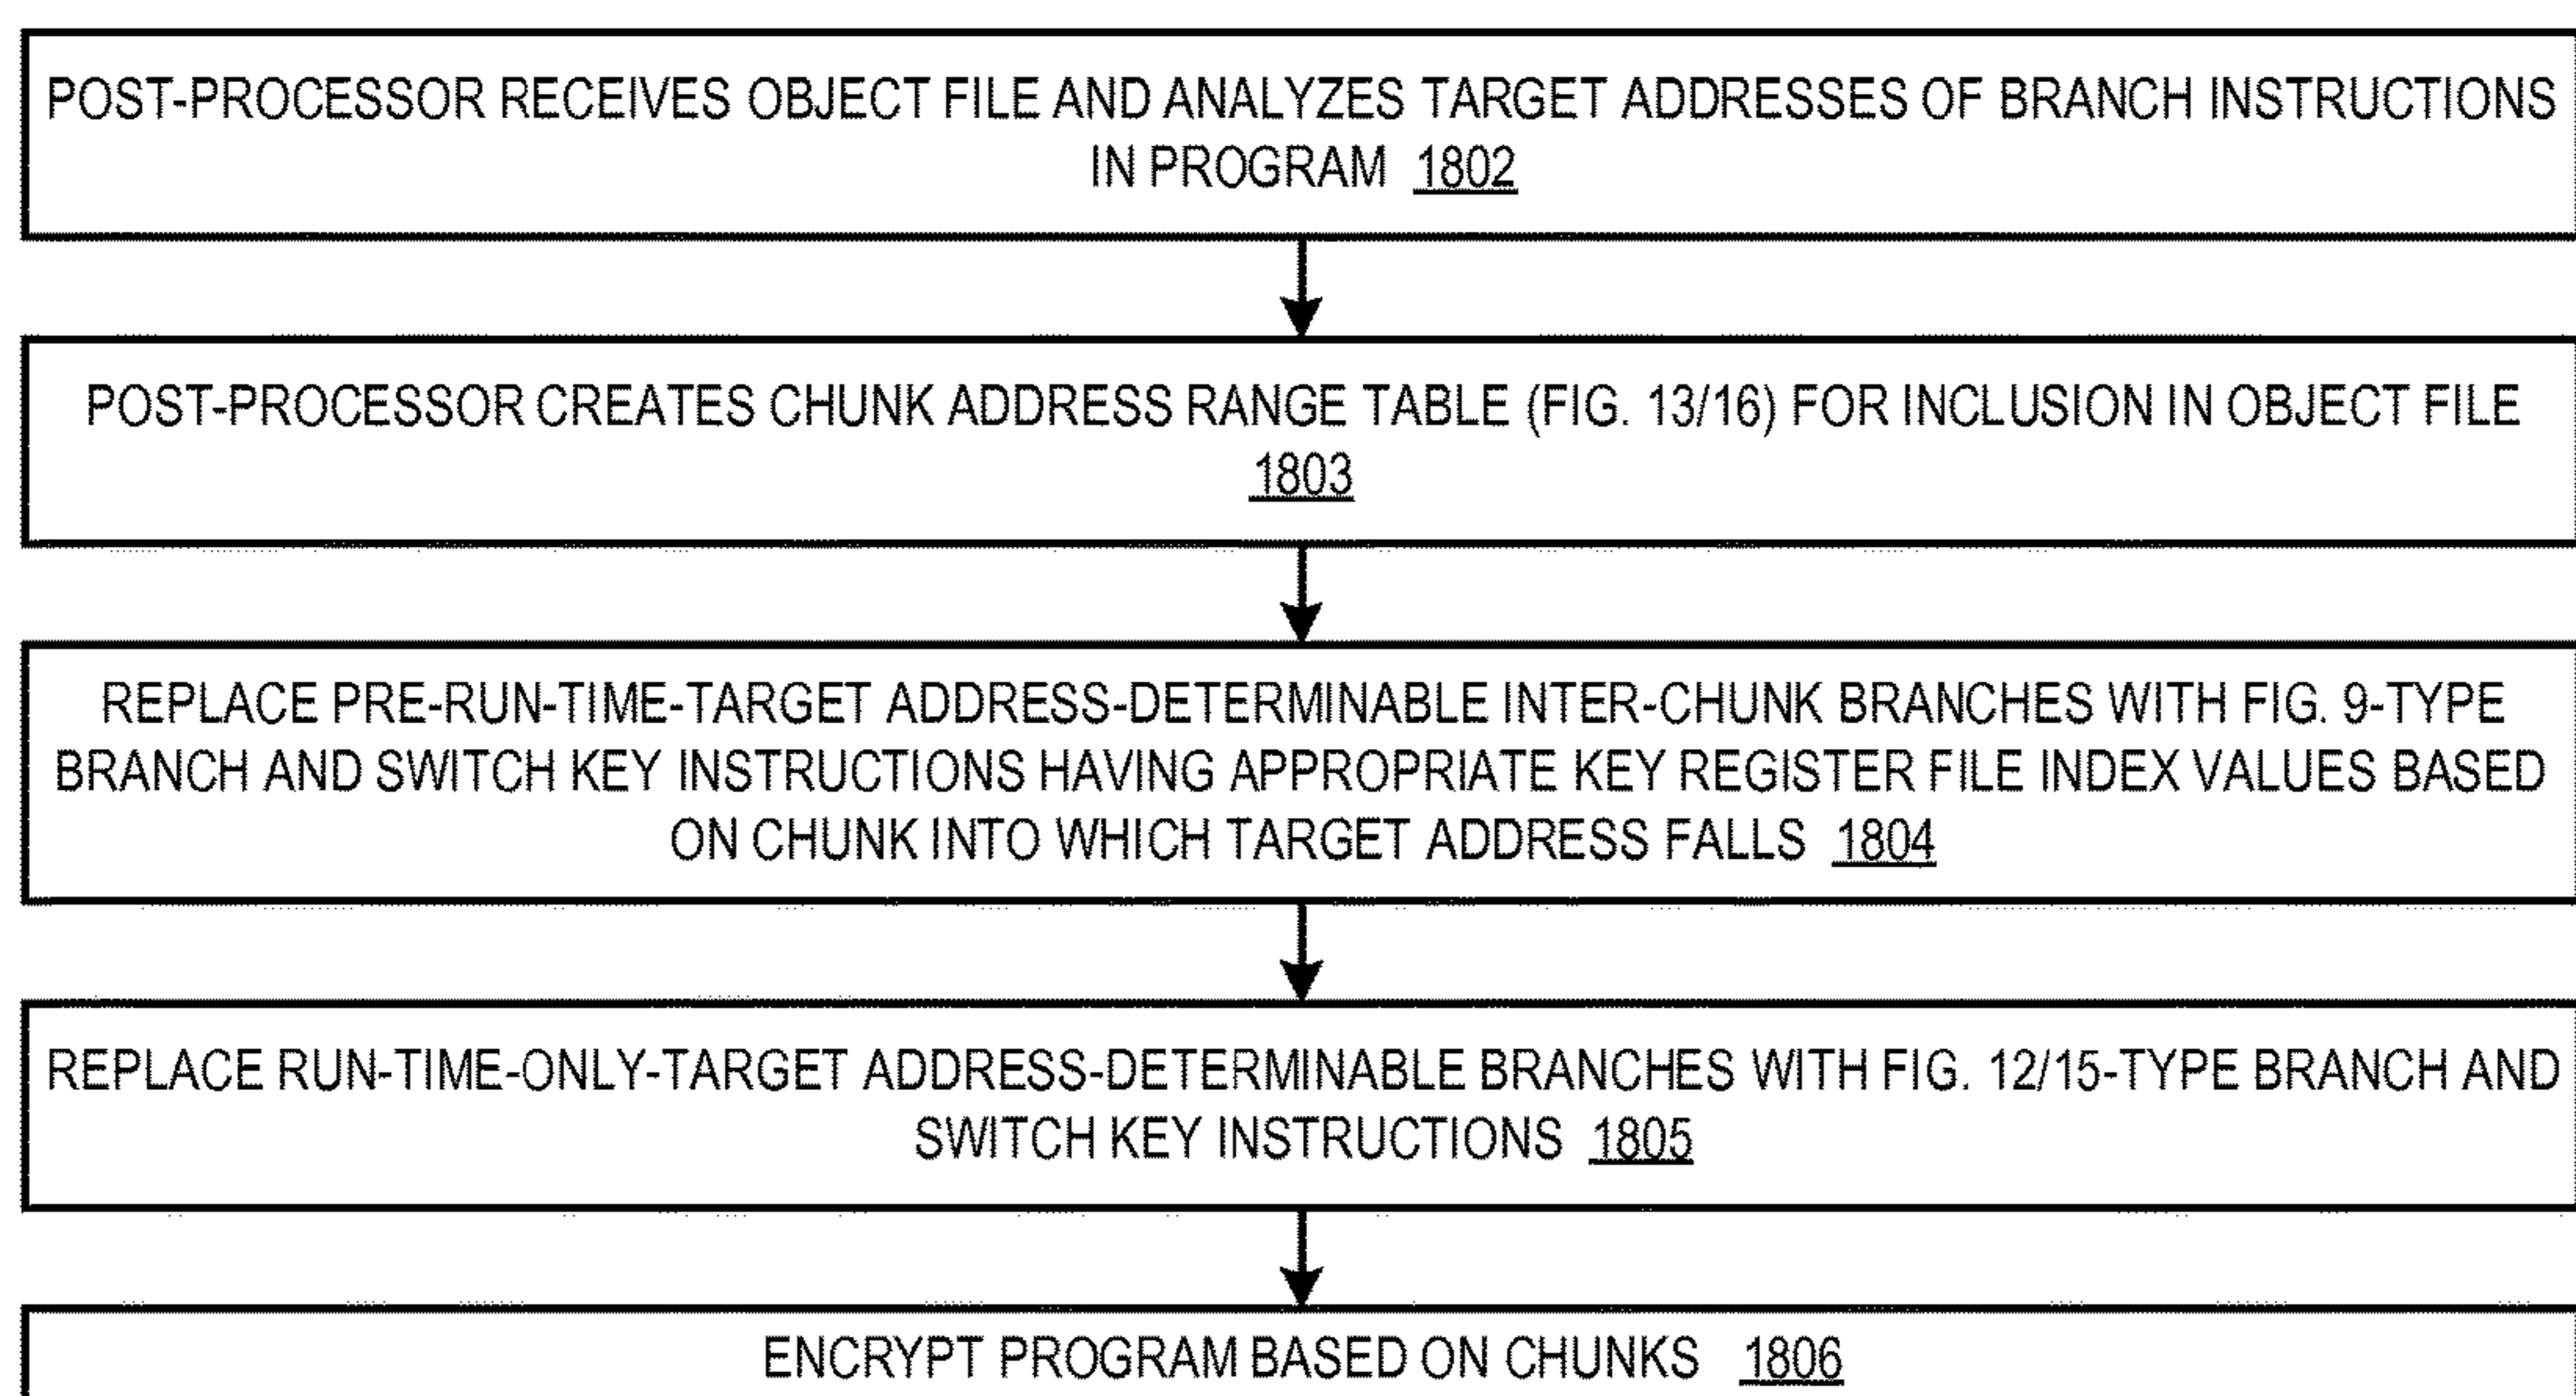 POST-PROCESSOR RECEIVES OBJECT FILE AND ANALYZES TARGET ADDRESSES OF BRANCH INSTRUCTIONS
IN PROGRAM 1802
POST-PROCESSOR CREATES CHUNK ADDRESS RANGE TABLE (FIG. 13/16) FOR INCLUSION IN OBJECT FILE
1803
REPLACE PRE-RUN-TIME-TARGET ADDRESS-DETERMINABLE INTER-CHUNK BRANCHES WITH FIG. 9-TYPE
BRANCH AND SWITCH KEY INSTRUCTIONS HAVING APPROPRIATE KEY REGISTER FILE INDEX VALUES BASED
ON CHUNK INTO WHICH TARGET ADDRESS FALLS 1804
REPLACE RUN-TIME-ONLY-TARGET ADDRESS-DETERMINABLE BRANCHES WITH FIG. 12/15-TYPE BRANCH AND
SWITCH KEY INSTRUCTIONS 1805
ENCRYPT PROGRAM BASED ON CHUNKS 1806